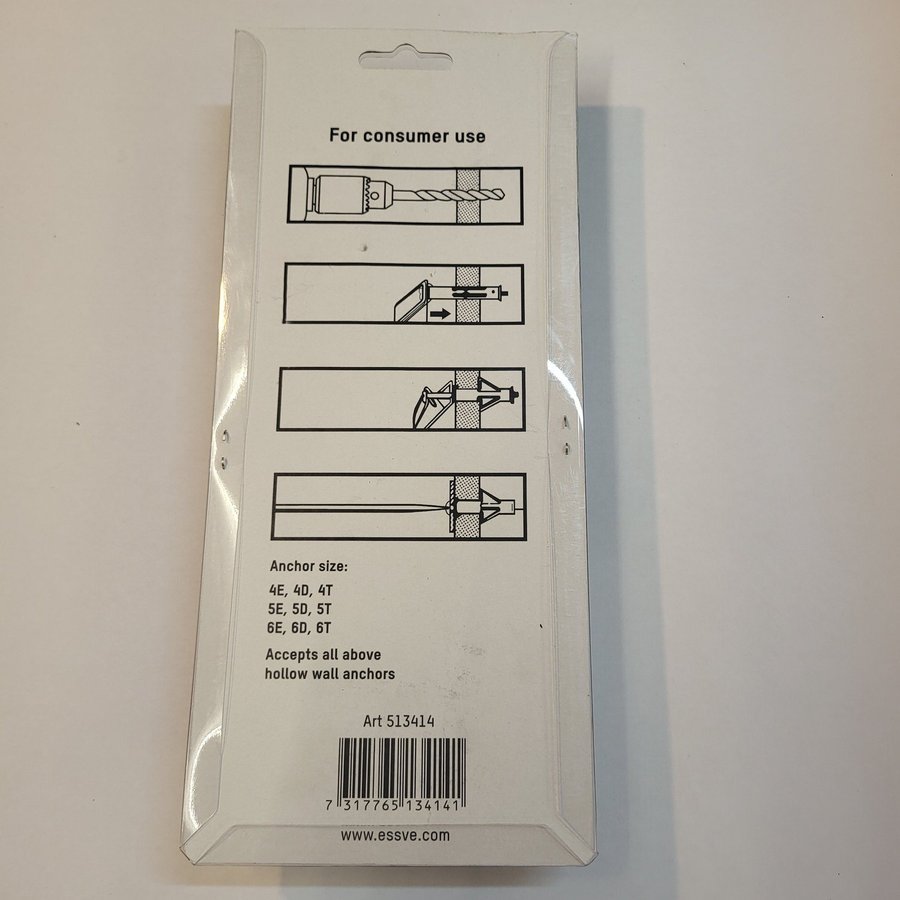 For consumer use
Anchor size:
4E, 4D, 4T
5E, 5D, 5T
6E, 6D, 6T
Accepts all above
hollow wall anchors
Art 513414
7 317765 134141
www.essve.com